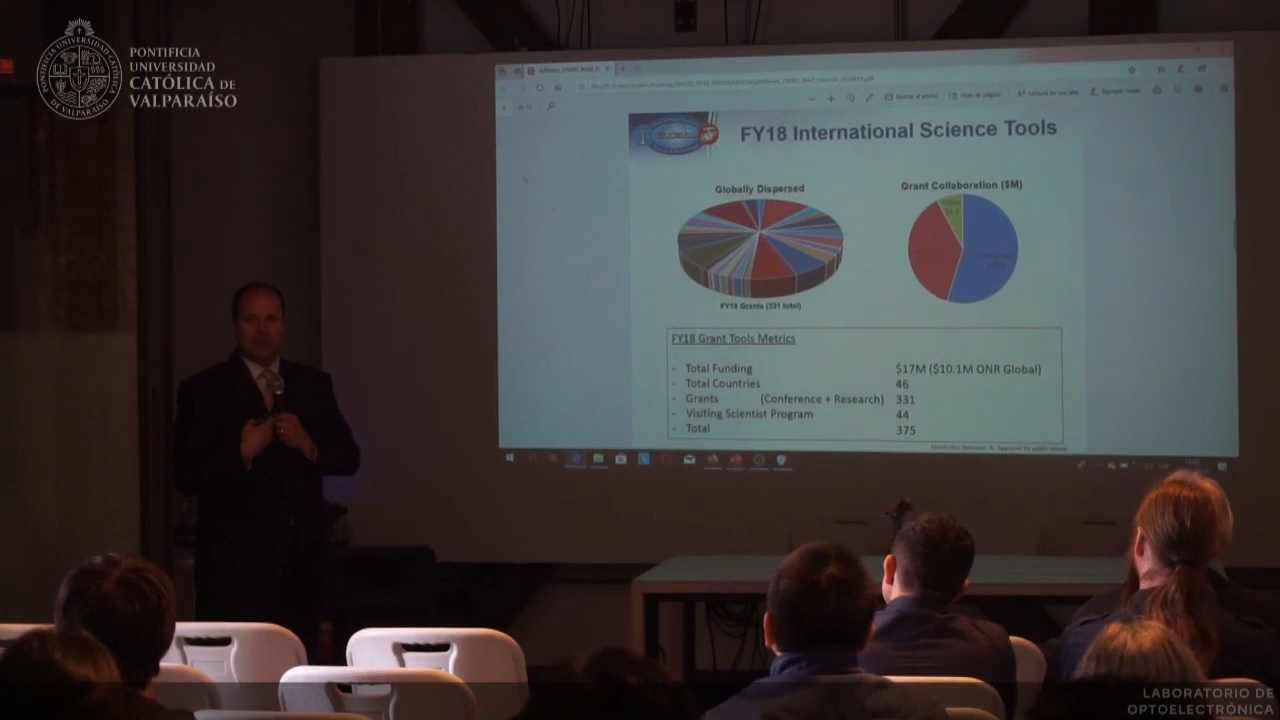 PONTIFICIA
UNIVERSIDAD
CATÓLICA DE
VALPARAÍSO
FY18 International Science Tools
Globally Dispersed
Grant Collaboration ($M)
Other
FY18 Grants (331 total)
FY18 Grant Tools Metrics
- Total Funding $17M ($10.1M ONR Global)
- Total Countries 46
- Grants (Conference + Research) 331
- Visiting Scientist Program 44
- Total 375
LABORATORIO DE
OPTOELECTRÓNICA